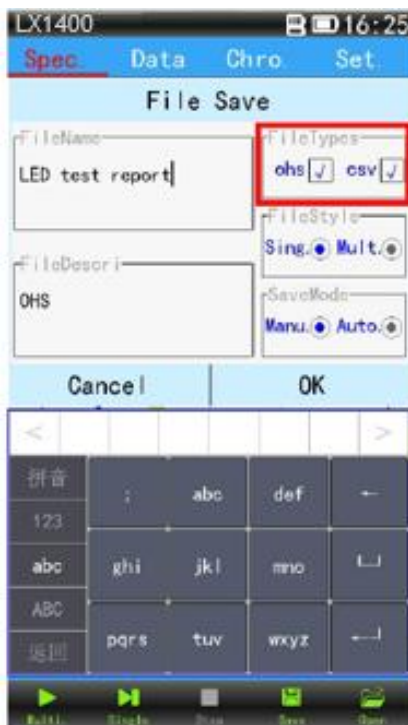 LX1400 16:25
Spec. Data Chro. Set.
File Save
FileName
FileTypes
LED test report
ohs csv
FileStyle
Sing. Mult.
FileDescri
OHS
SaveMode
Manu. Auto.
Cancel OK
< >
拼音
; abc def ←
123
abc ghi jkl mno
ABC
pqrs tuv wxyz
返回
Multi. Single Stop Save Open